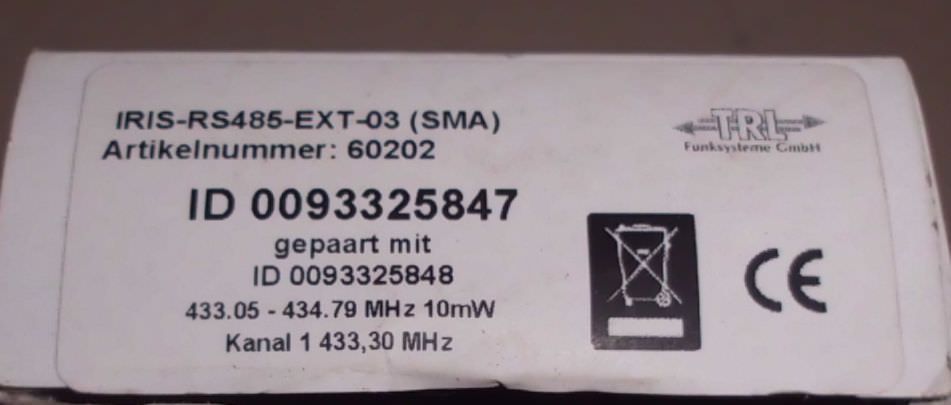 IRIS-RS485-EXT-03 (SMA)
Artikelnummer: 60202
TRL
Funksysteme GmbH
ID 0093325847
gepaart mit
ID 0093325848
433.05 - 434.79 MHz 10mW
Kanal 1 433,30 MHz
CE